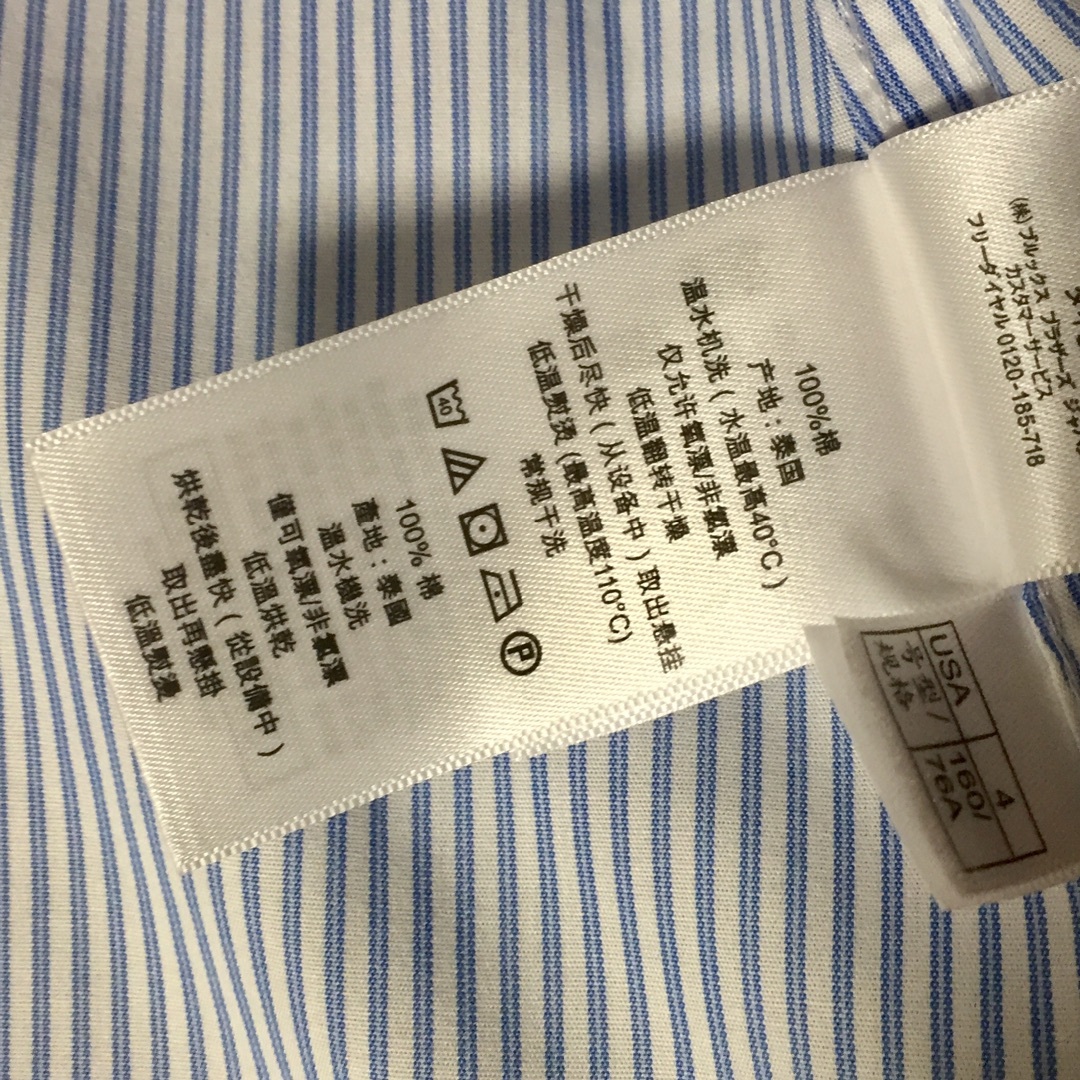 (株)ブルックス ブラザーズ ジャパン
カスタマーサービス
フリーダイヤル0120-185-718
100%棉
产地:泰国
温水机洗(水温最高40°C)
仅允许氧漂/非氯漂
低温翻转干燥
干燥后尽快(从设备中)取出悬挂
低温熨烫(最高温度110°C)
常规干洗
40
P
100% 棉
產地:泰國
溫水機洗
僅可氧漂/非氯漂
低溫烘乾
烘乾後盡快(從設備中)
取出再懸掛
低溫熨燙
USA 4
号型/ 160/
规格 76A